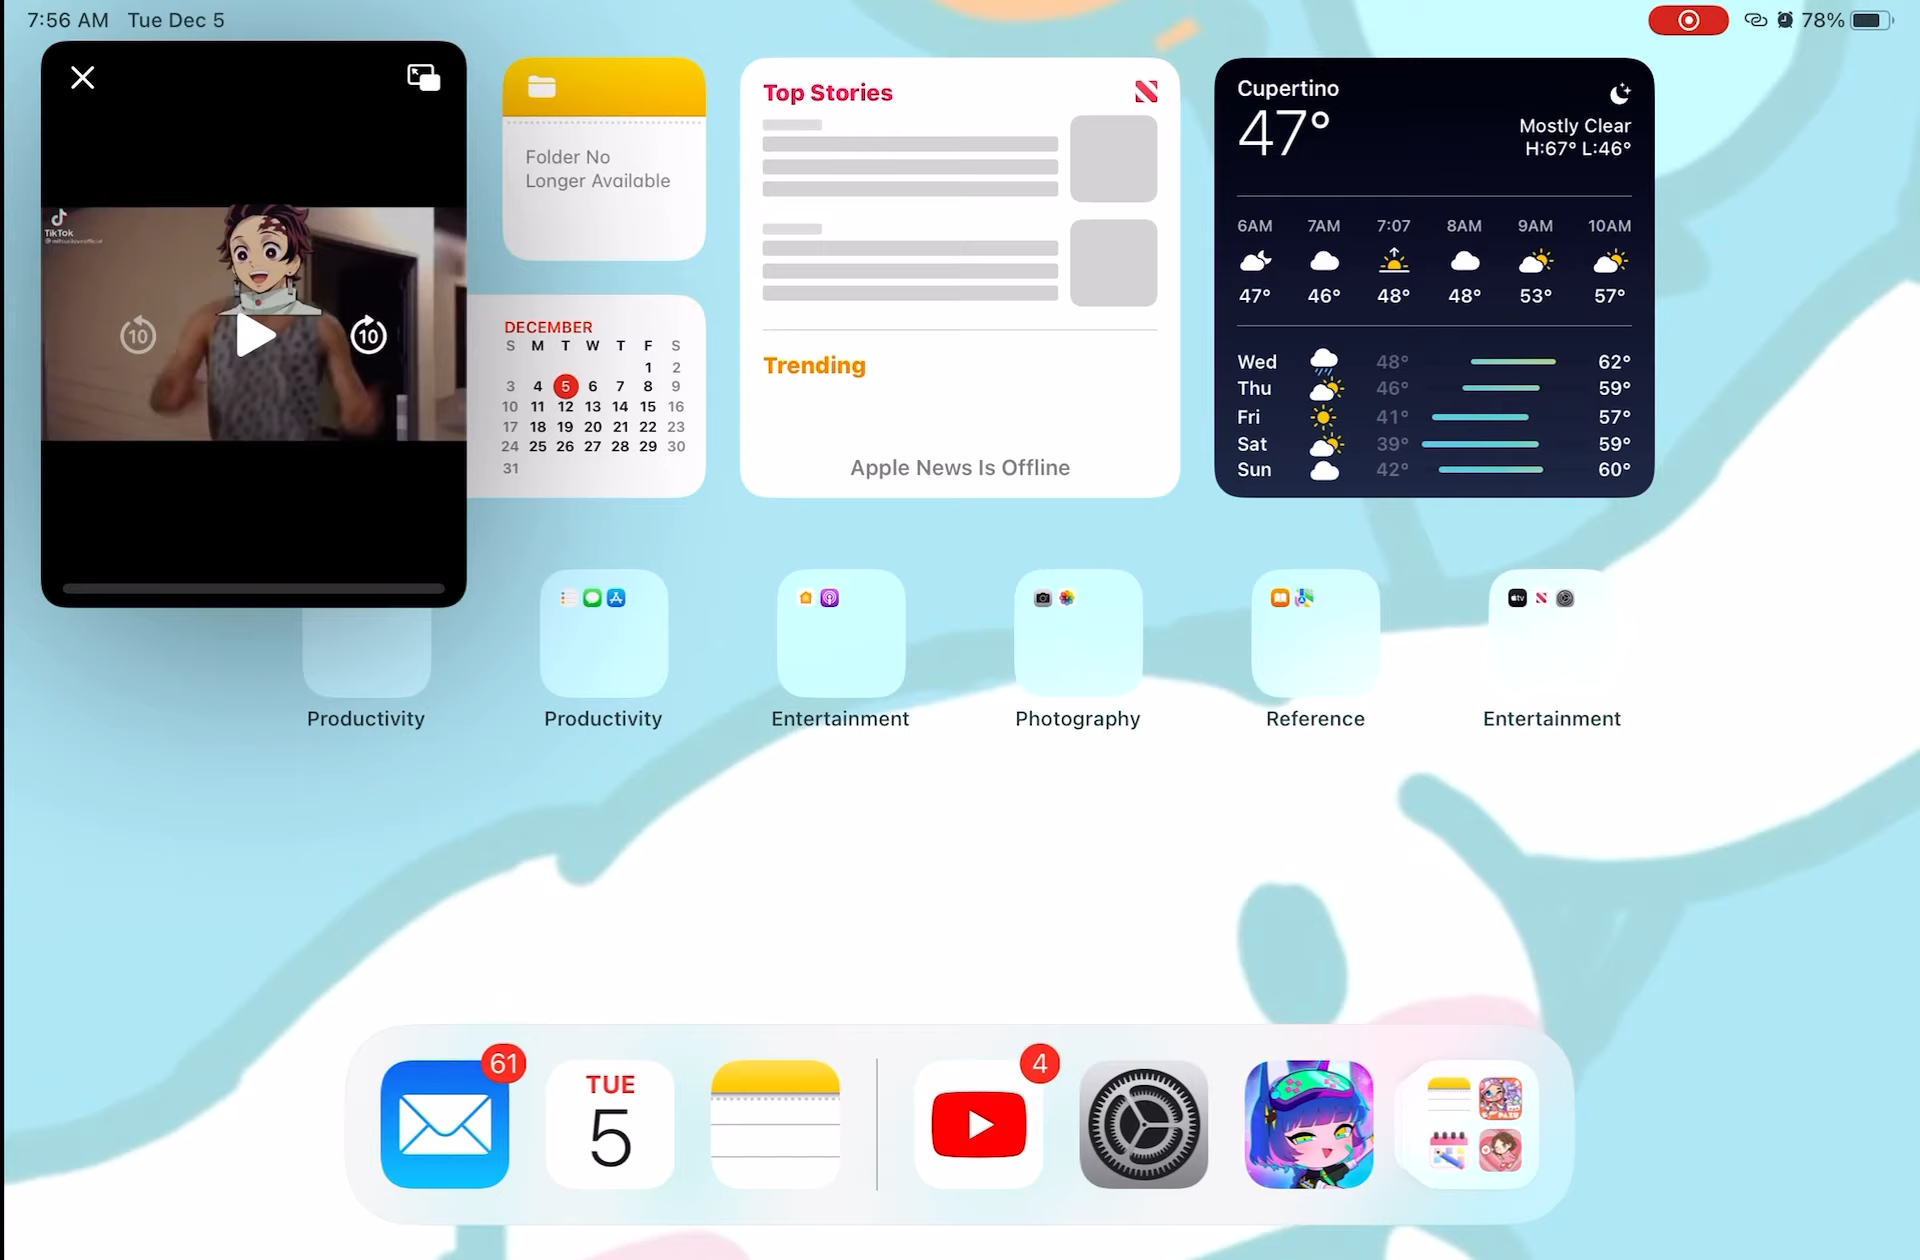 7:56 AM Tue Dec 5
78%
TikTok
10
10
Folder No
Longer Available
DECEMBER
S M T W T F S
1 2
3 4 5 6 7 8 9
10 11 12 13 14 15 16
17 18 19 20 21 22 23
24 25 26 27 28 29 30
31
Top Stories
Trending
Apple News Is Offline
Cupertino
47°
Mostly Clear
H:67° L:46°
6AM 7AM 7:07 8AM 9AM 10AM
47° 46° 48° 48° 53° 57°
Wed 48° 62°
Thu 46° 59°
Fri 41° 57°
Sat 39° 59°
Sun 42° 60°
tv
Productivity
Productivity
Entertainment
Photography
Reference
Entertainment
61
TUE
5
4